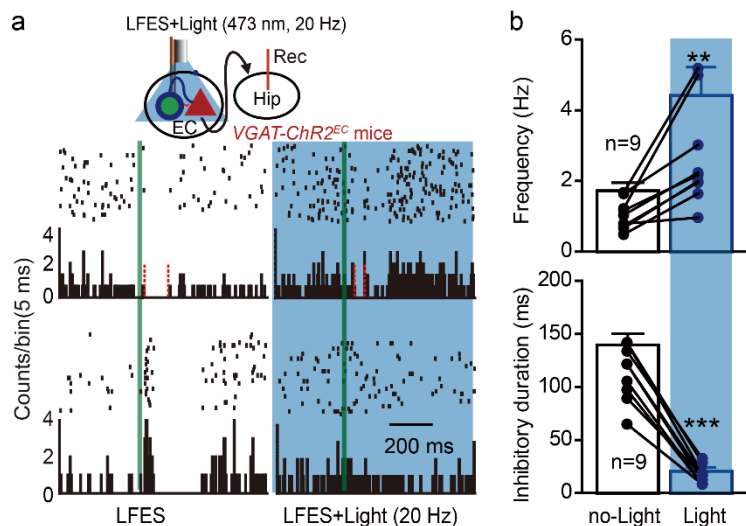 a
LFES+Light (473 nm, 20 Hz)
Rec
Hip
EC
VGAT-ChR2EC mice
Counts/bin(5 ms)
4
2
0
4
2
0
200 ms
LFES
LFES+Light (20 Hz)
b
Frequency (Hz)
6
4
2
0
n=9
**
Inhibitory duration (ms)
200
150
100
50
0
n=9
***
no-Light
Light